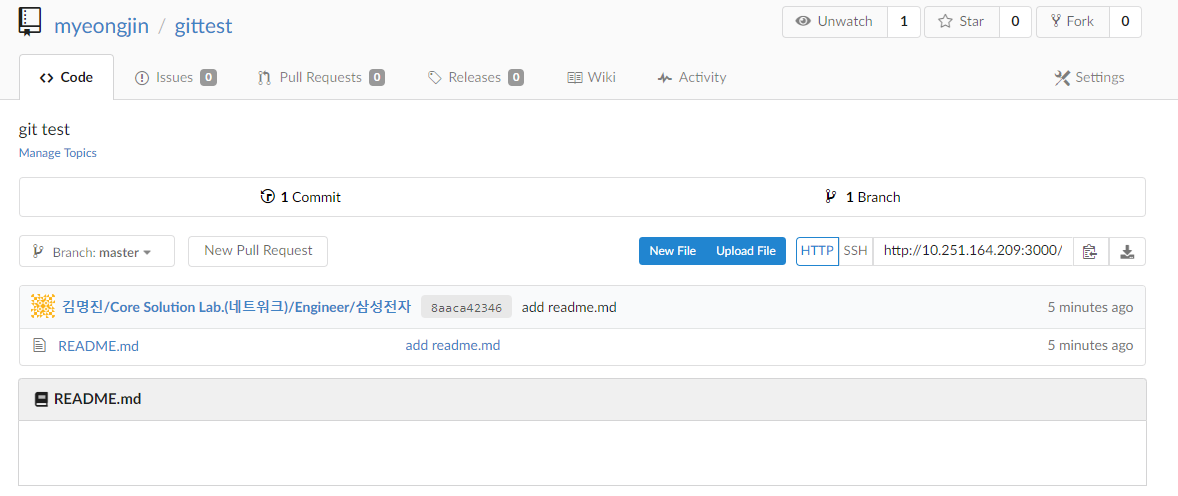 myeongjin / gittest
Unwatch 1 Star 0 Fork 0
Code Issues 0 Pull Requests 0 Releases 0 Wiki Activity Settings
git test
Manage Topics
1 Commit 1 Branch
Branch: master New Pull Request New File Upload File HTTP SSH http://10.251.164.209:3000/
김명진/Core Solution Lab.(네트워크)/Engineer/삼성전자 8aaca42346 add readme.md 5 minutes ago
README.md add readme.md 5 minutes ago
README.md